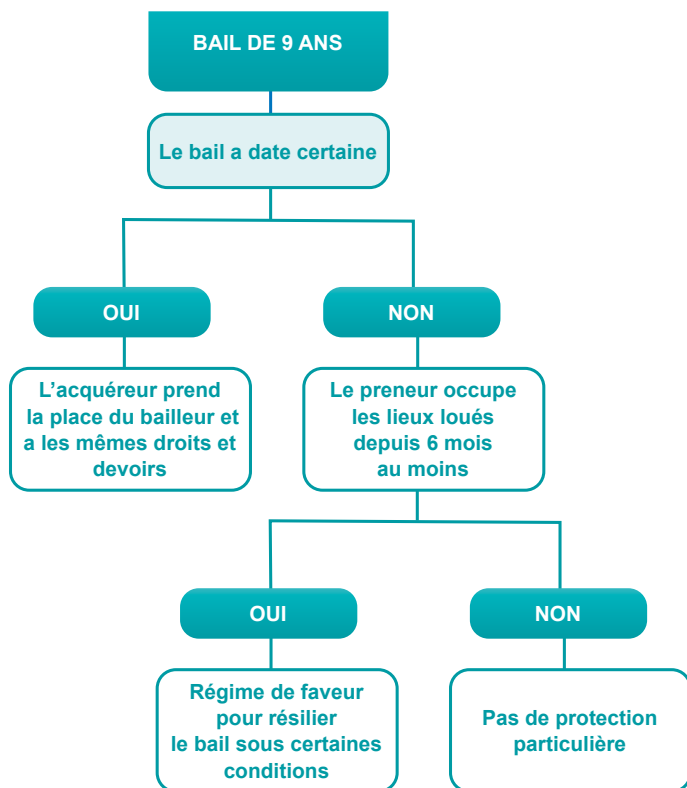 BAIL DE 9 ANS
Le bail a date certaine
OUI
NON
L'acquéreur prend
la place du bailleur et
a les mêmes droits et
devoirs
Le preneur occupe
les lieux loués
depuis 6 mois
au moins
OUI
NON
Régime de faveur
pour résilier
le bail sous certaines
conditions
Pas de protection
particulière